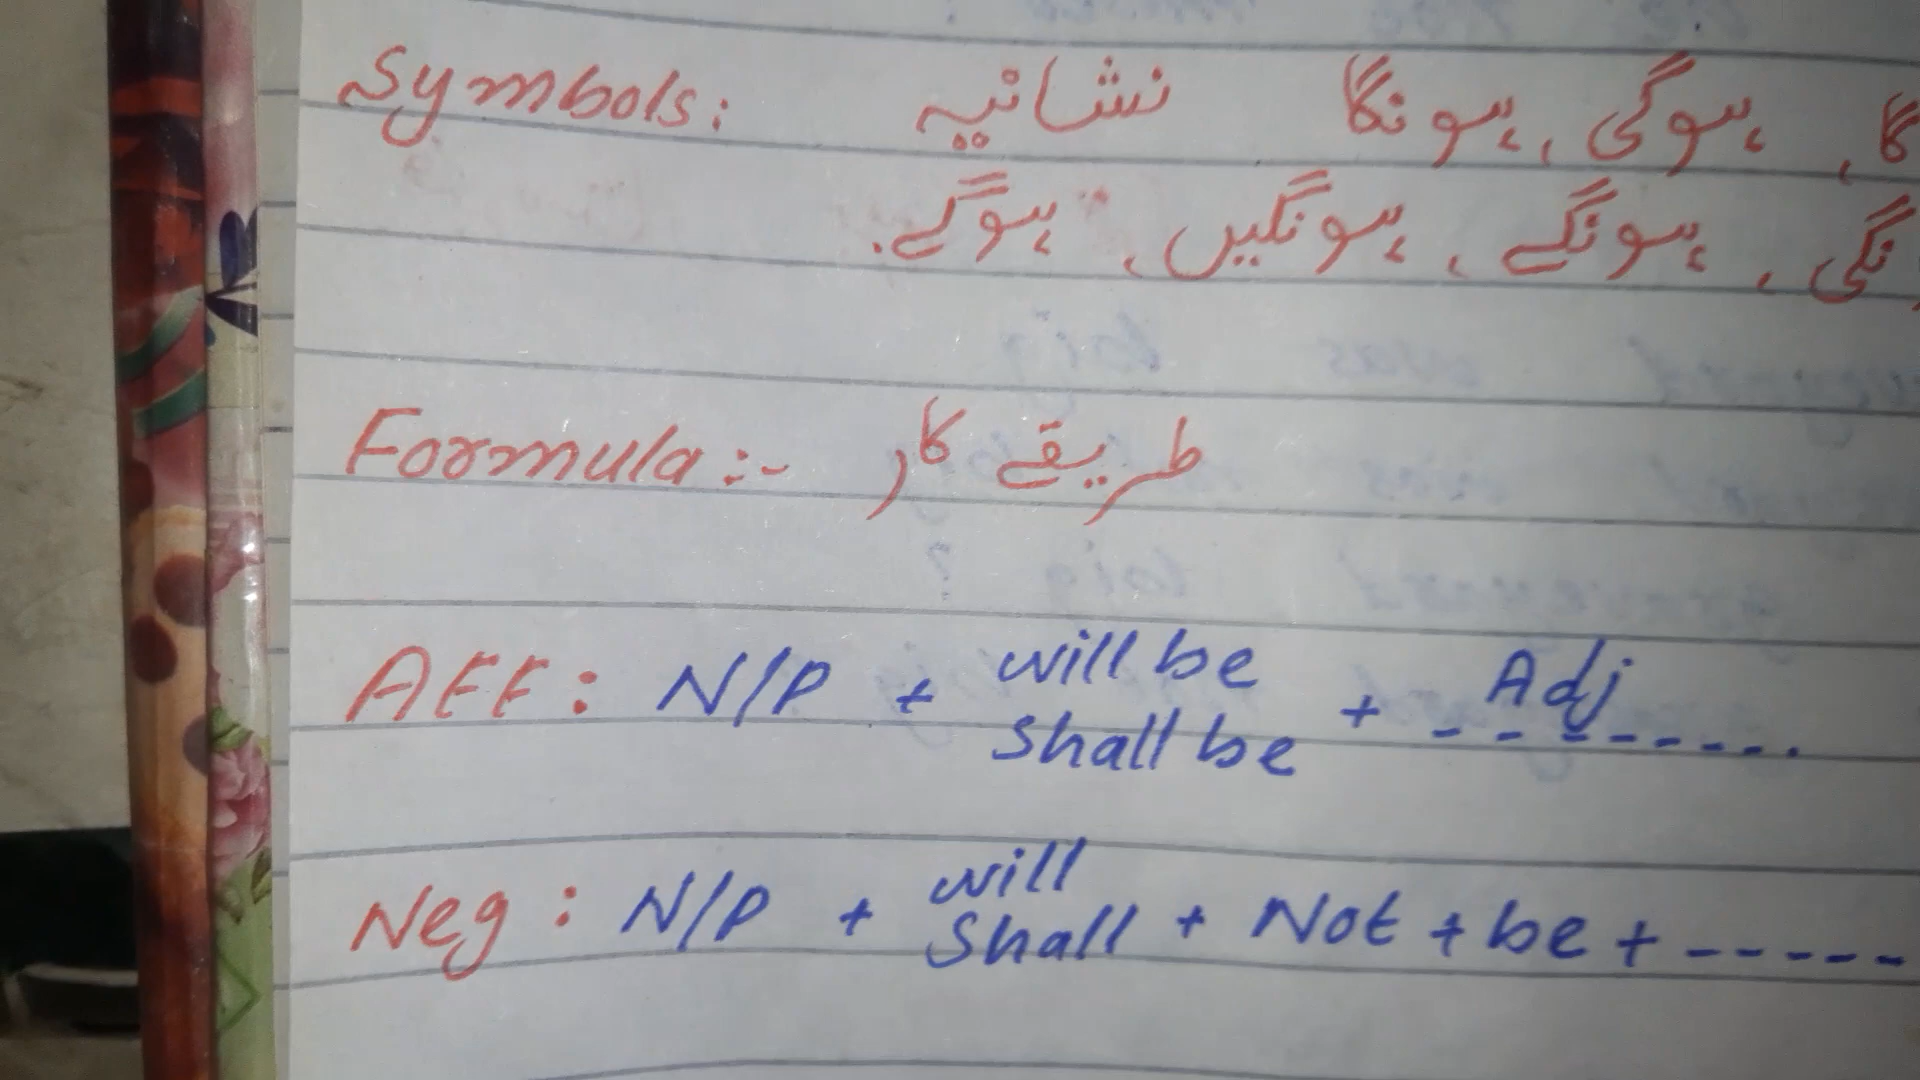 Symbols: نشانیہ ہونگا ، ہوگی ، گا
ہوگے ، ہونگیں ، ہونگے ، نگی
Formula :- طریقے کار
AFF: N/P + will be / Shall be + Adj --------.
Neg: N/P + will / Shall + Not + be + -----